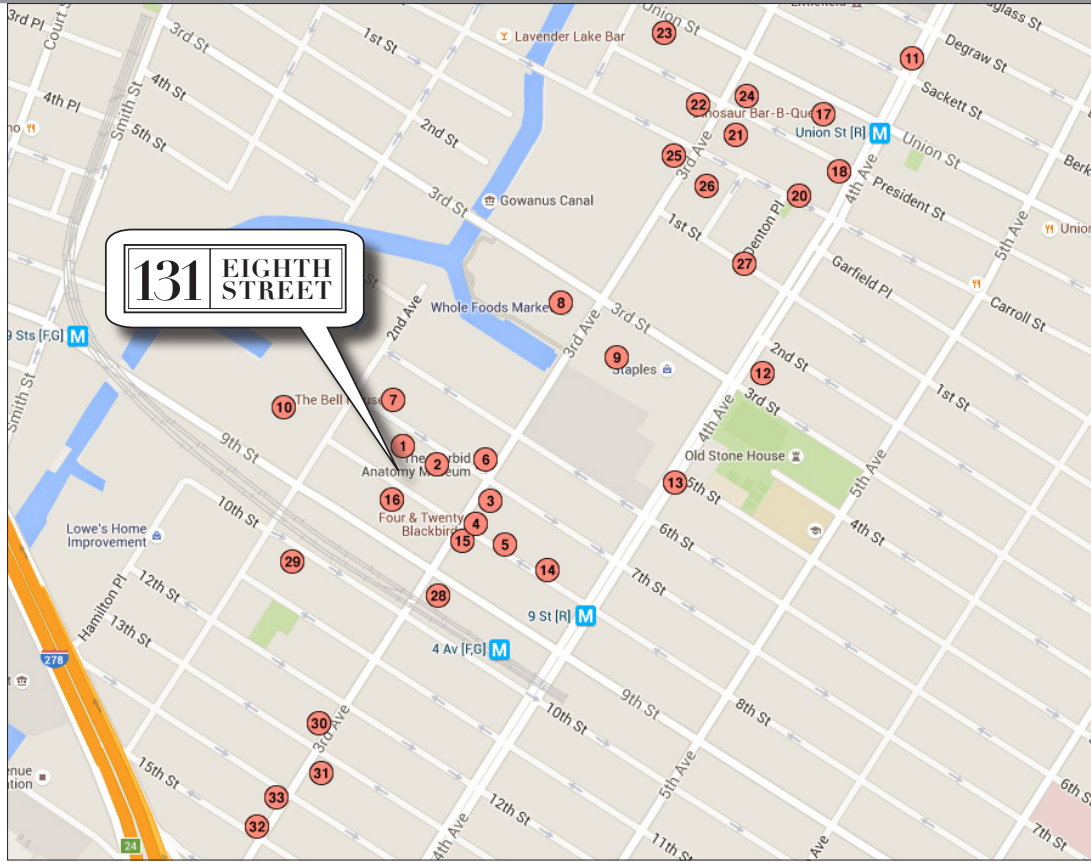 3rd Pl
Court St
3rd St
1st St
Lavender Lake Bar
Union St
23
Littlefield
Douglass St
11
Degraw St
4th St
Smith St
4th Pl
5th St
2nd St
22
24
Dinosaur Bar-B-Que
17
Sackett St
21
Union St [R]
M
Union St
25
3rd Ave
18
4th Ave
26
20
President St
3rd St
Gowanus Canal
1st St
Denton Pl
5th Ave
27
Garfield Pl
131
EIGHTH
STREET
St
2nd Ave
Whole Foods Marke
8
3rd Ave
3rd St
Carroll St
9 Sts [F,G]
M
Smith St
9
Staples
2nd St
12
3rd St
1st St
10
The Bell House
7
4th Ave
9th St
1
2
6
The Morbid
Anatomy Museum
Old Stone House
5th Ave
16
3
13
5th St
10th St
Four & Twenty
Blackbirds
4
15
5
6th St
4th St
Lowe's Home
Improvement
29
14
7th St
12th St
Hamilton Pl
28
9 St [R]
M
13th St
4 Av [F,G]
M
278
9th St
8th St
10th St
30
3rd Ave
5th Ave
15th St
31
33
12th St
6th St
32
24
4th Ave
11th St
Ave
7th St